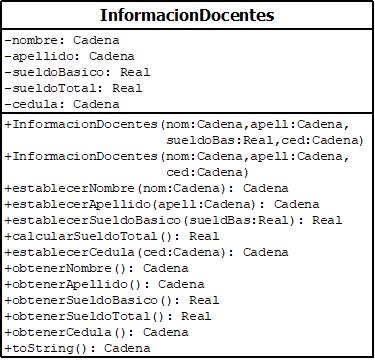 InformacionDocentes
-nombre: Cadena
-apellido: Cadena
-sueldoBasico: Real
-sueldoTotal: Real
-cedula: Cadena
+InformacionDocentes(nom:Cadena,apell:Cadena,
sueldoBas:Real,ced:Cadena)
+InformacionDocentes(nom:Cadena,apell:Cadena,
ced:Cadena)
+establecerNombre(nom:Cadena): Cadena
+establecerApellido(apell:Cadena): Cadena
+establecerSueldoBasico(sueldBas:Real): Real
+calcularSueldoTotal(): Real
+establecerCedula(ced:Cadena): Cadena
+obtenerNombre(): Cadena
+obtenerApellido(): Cadena
+obtenerSueldoBasico(): Real
+obtenerSueldoTotal(): Real
+obtenerCedula(): Cadena
+toString(): Cadena